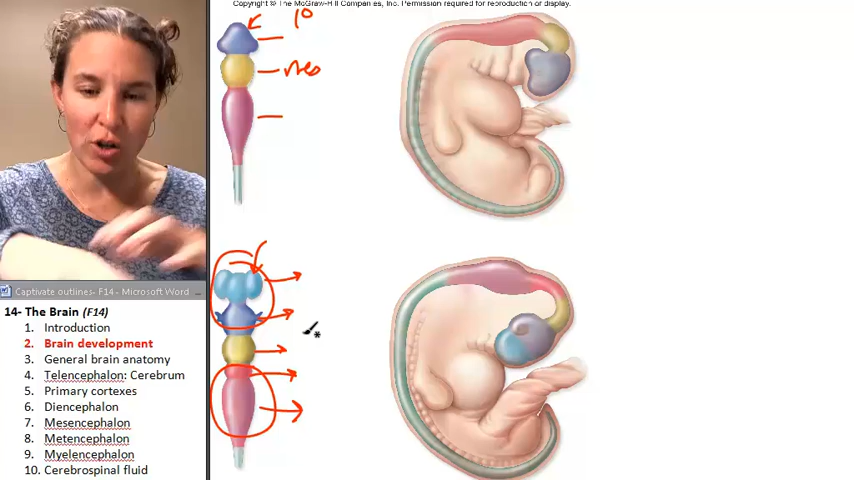 Copyright © The McGraw-Hill Companies, Inc. Permission required for reproduction or display.
1°
Captivate outlines- F14 - Microsoft Word
14- The Brain (F14)
1. Introduction
2. Brain development
3. General brain anatomy
4. Telencephalon: Cerebrum
5. Primary cortexes
6. Diencephalon
7. Mesencephalon
8. Metencephalon
9. Myelencephalon
10. Cerebrospinal fluid